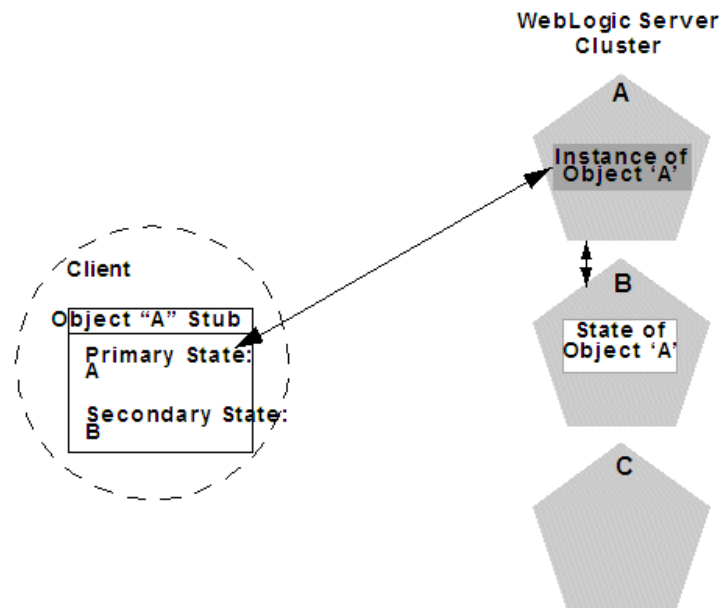 WebLogic Server
Cluster
A
Instance of
Object ‘A’
Client
Object “A” Stub
Primary State:
A
Secondary State:
B
B
State of
Object ‘A’
C